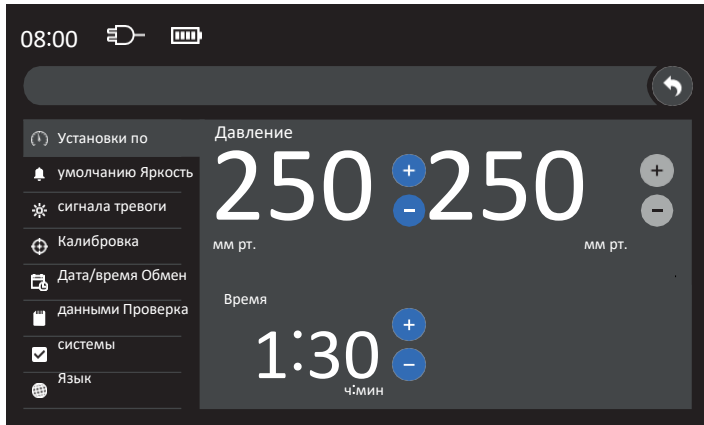 08:00
Установки по
умолчанию Яркость
сигнала тревоги
Калибровка
Дата/время Обмен
данными Проверка
системы
Язык
Давление
250 250
мм рт. мм рт.
Время
1:30
ч:мин